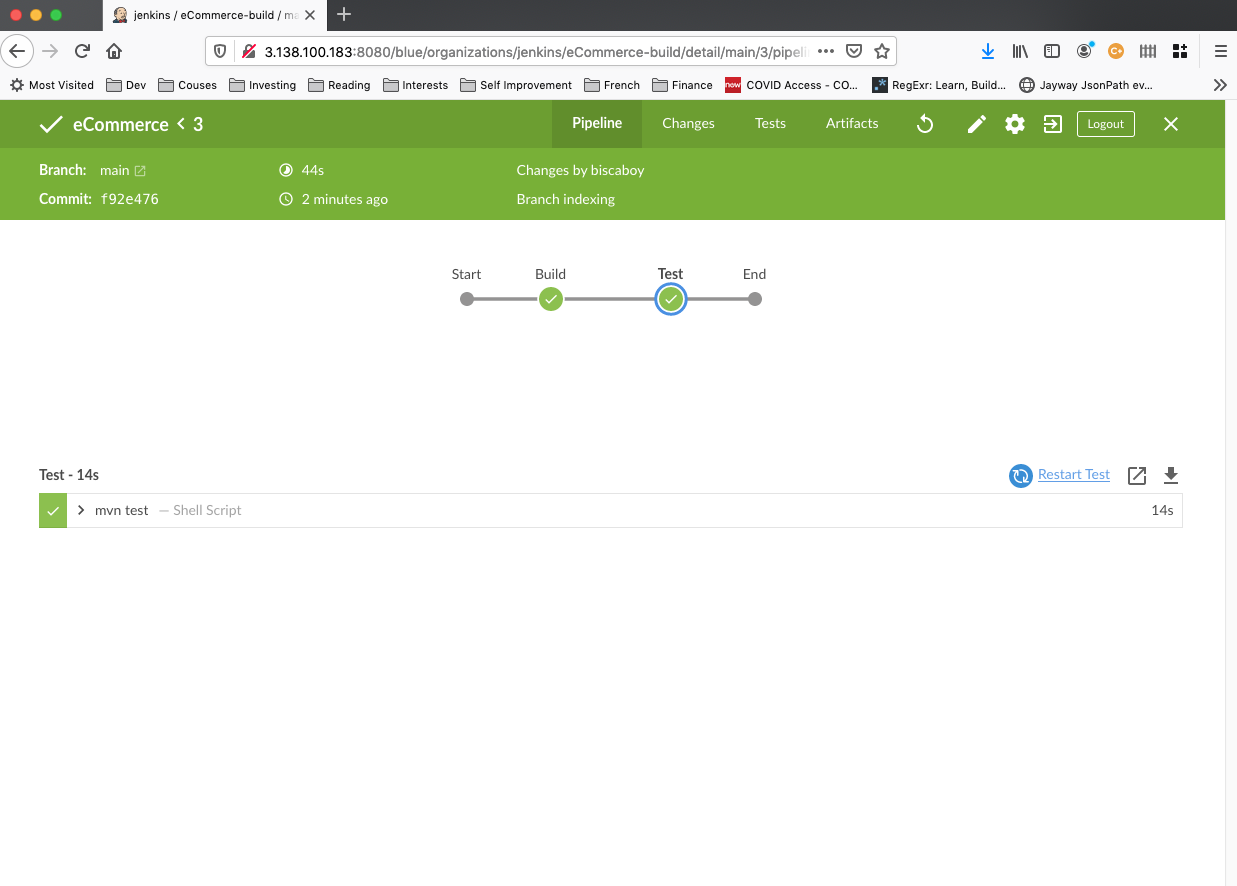 jenkins / eCommerce-build / ma
3.138.100.183:8080/blue/organizations/jenkins/eCommerce-build/detail/main/3/pipeli
Most Visited Dev Couses Investing Reading Interests Self Improvement French Finance now COVID Access - CO... RegExr: Learn, Build... Jayway JsonPath ev...
eCommerce < 3 Pipeline Changes Tests Artifacts Logout
Branch: main 44s Changes by biscaboy
Commit: f92e476 2 minutes ago Branch indexing
Start Build Test End
Test - 14s Restart Test
mvn test — Shell Script 14s